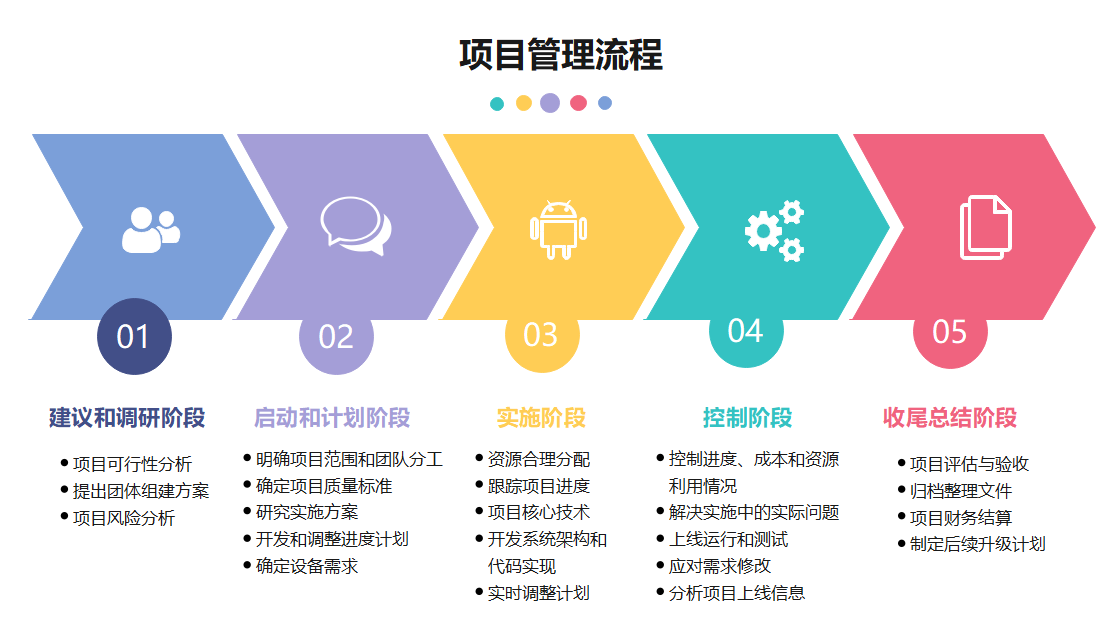 项目管理流程
01
建议和调研阶段
● 项目可行性分析
● 提出团体组建方案
● 项目风险分析
02
启动和计划阶段
● 明确项目范围和团队分工
● 确定项目质量标准
● 研究实施方案
● 开发和调整进度计划
● 确定设备需求
03
实施阶段
● 资源合理分配
● 跟踪项目进度
● 项目核心技术
● 开发系统架构和
代码实现
● 实时调整计划
04
控制阶段
● 控制进度、成本和资源
利用情况
● 解决实施中的实际问题
● 上线运行和测试
● 应对需求修改
● 分析项目上线信息
05
收尾总结阶段
● 项目评估与验收
● 归档整理文件
● 项目财务结算
● 制定后续升级计划